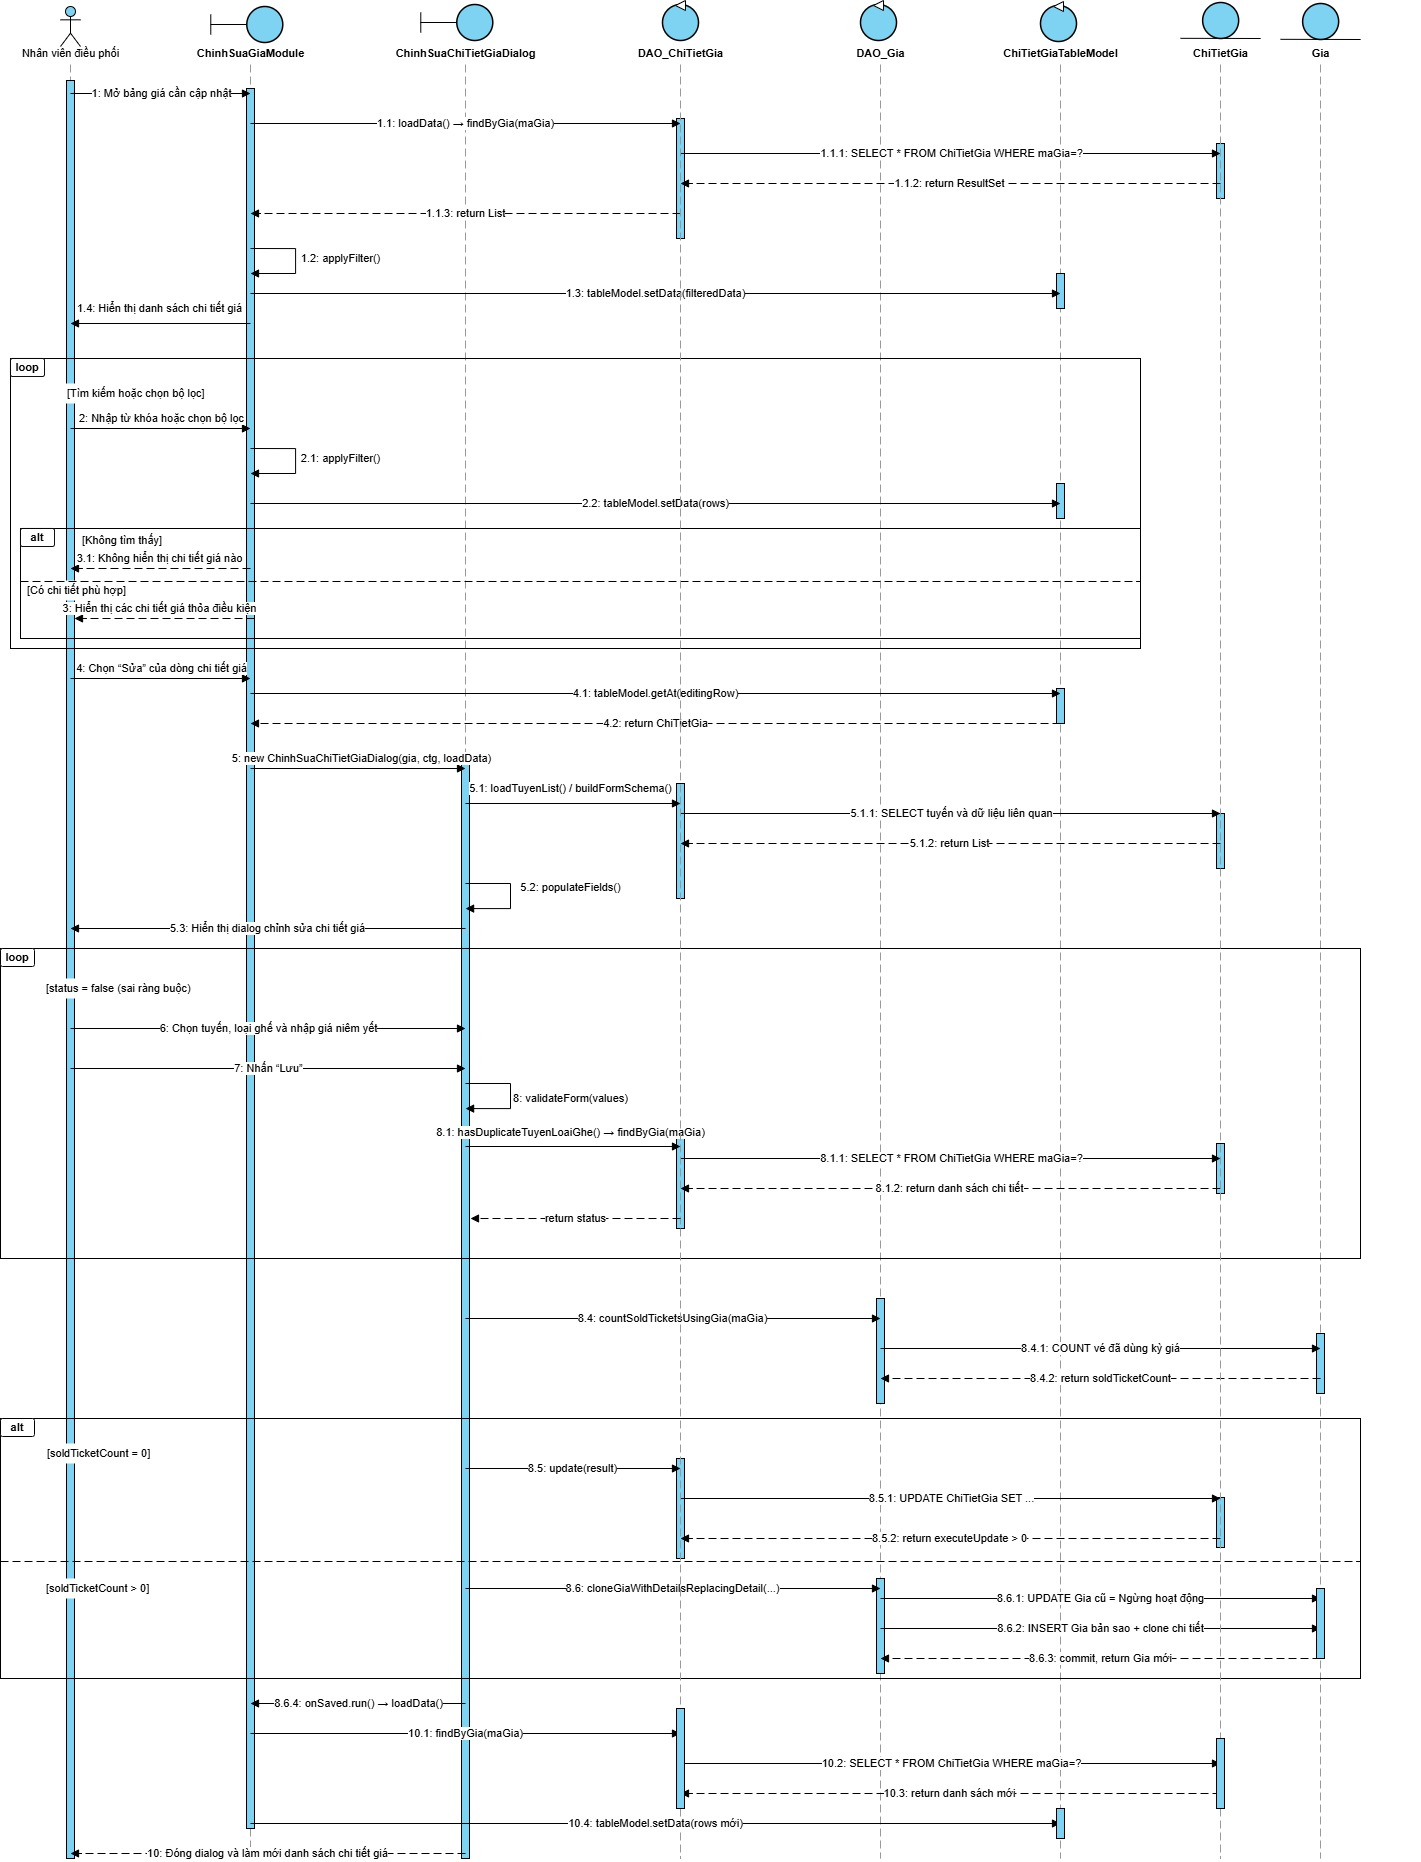 Nhân viên điều phối
ChinhSuaGiaModule
ChinhSuaChiTietGiaDialog
DAO_ChiTietGia
DAO_Gia
ChiTietGiaTableModel
ChiTietGia
Gia
1: Mở bảng giá cần cập nhật
1.1: loadData() → findByGia(maGia)
1.1.1: SELECT * FROM ChiTietGia WHERE maGia=?
1.1.2: return ResultSet
1.1.3: return List
1.2: applyFilter()
1.3: tableModel.setData(filteredData)
1.4: Hiển thị danh sách chi tiết giá
loop
[Tìm kiếm hoặc chọn bộ lọc]
2: Nhập từ khóa hoặc chọn bộ lọc
2.1: applyFilter()
2.2: tableModel.setData(rows)
alt
[Không tìm thấy]
3.1: Không hiển thị chi tiết giá nào
[Có chi tiết phù hợp]
3: Hiển thị các chi tiết giá thỏa điều kiện
4: Chọn “Sửa” của dòng chi tiết giá
4.1: tableModel.getAt(editingRow)
4.2: return ChiTietGia
5: new ChinhSuaChiTietGiaDialog(gia, ctg, loadData)
5.1: loadTuyenList() / buildFormSchema()
5.1.1: SELECT tuyến và dữ liệu liên quan
5.1.2: return List
5.2: populateFields()
5.3: Hiển thị dialog chỉnh sửa chi tiết giá
loop
[status = false (sai ràng buộc)
6: Chọn tuyến, loại ghế và nhập giá niêm yết
7: Nhấn “Lưu”
8: validateForm(values)
8.1: hasDuplicateTuyenLoaiGhe() → findByGia(maGia)
8.1.1: SELECT * FROM ChiTietGia WHERE maGia=?
8.1.2: return danh sách chi tiết
return status
8.4: countSoldTicketsUsingGia(maGia)
8.4.1: COUNT vé đã dùng kỳ giá
8.4.2: return soldTicketCount
alt
[soldTicketCount = 0]
8.5: update(result)
8.5.1: UPDATE ChiTietGia SET ...
8.5.2: return executeUpdate > 0
[soldTicketCount > 0]
8.6: cloneGiaWithDetailsReplacingDetail(...)
8.6.1: UPDATE Gia cũ = Ngừng hoạt động
8.6.2: INSERT Gia bản sao + clone chi tiết
8.6.3: commit, return Gia mới
8.6.4: onSaved.run() → loadData()
10.1: findByGia(maGia)
10.2: SELECT * FROM ChiTietGia WHERE maGia=?
10.3: return danh sách mới
10.4: tableModel.setData(rows mới)
10: Đóng dialog và làm mới danh sách chi tiết giá